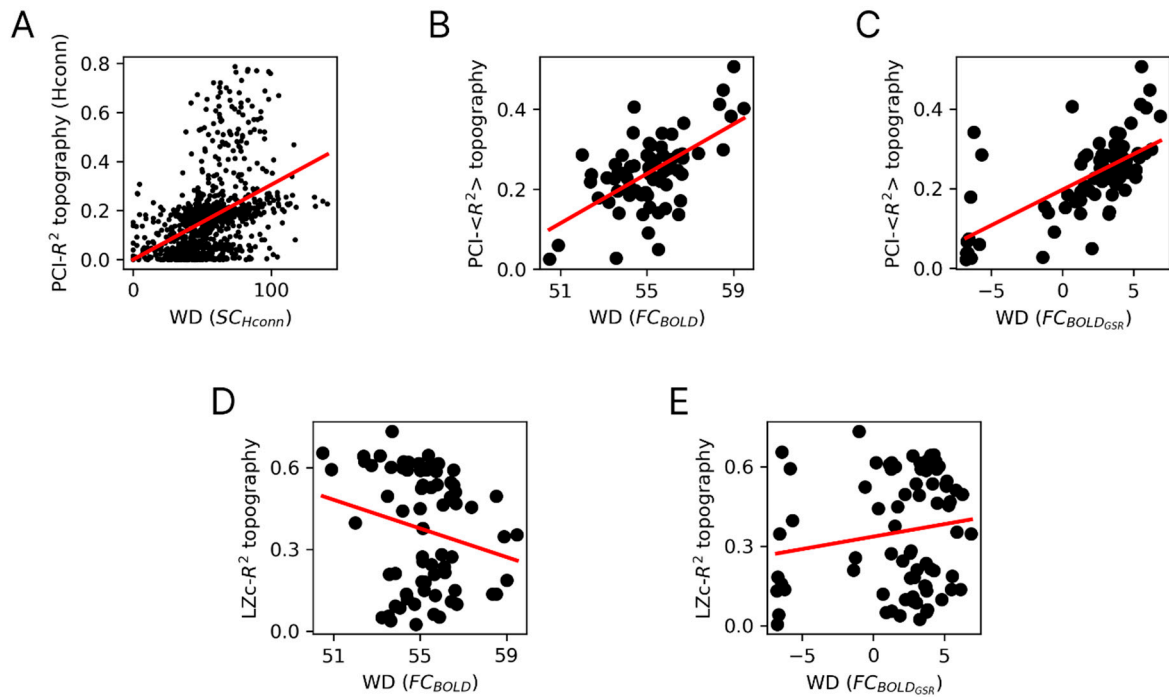 A
PCI-R² topography (Hconn)
0.8
0.6
0.4
0.2
0.0
0 100
WD (SC_Hconn)
B
PCI-<R²> topography
0.4
0.2
0.0
51 55 59
WD (FC_BOLD)
C
PCI-<R²> topography
0.4
0.2
0.0
−5 0 5
WD (FC_BOLD_GSR)
D
LZc-R² topography
0.6
0.3
0.0
51 55 59
WD (FC_BOLD)
E
LZc-R² topography
0.6
0.3
0.0
−5 0 5
WD (FC_BOLD_GSR)